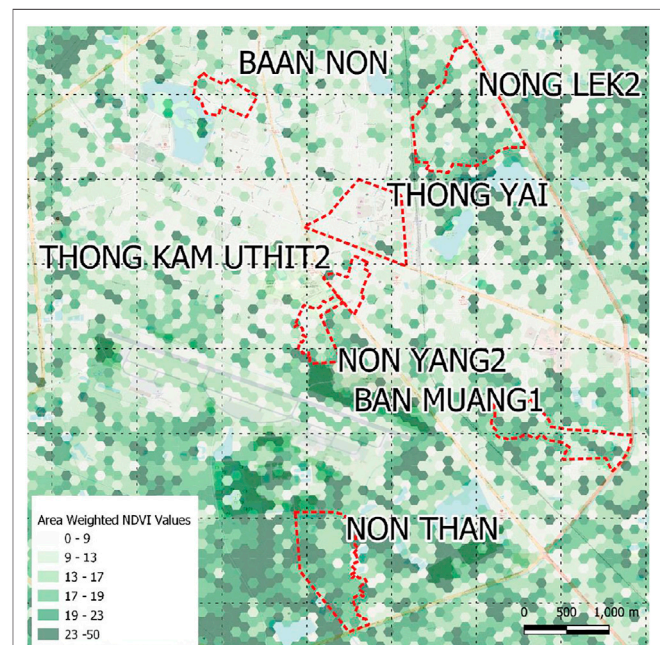 BAAN NON
NONG LEK2
THONG YAI
THONG KAM UTHIT2
NON YANG2
BAN MUANG1
NON THAN
Area Weighted NDVI Values
0 - 9
9 - 13
13 - 17
17 - 19
19 - 23
23 -50
0 500 1,000 m